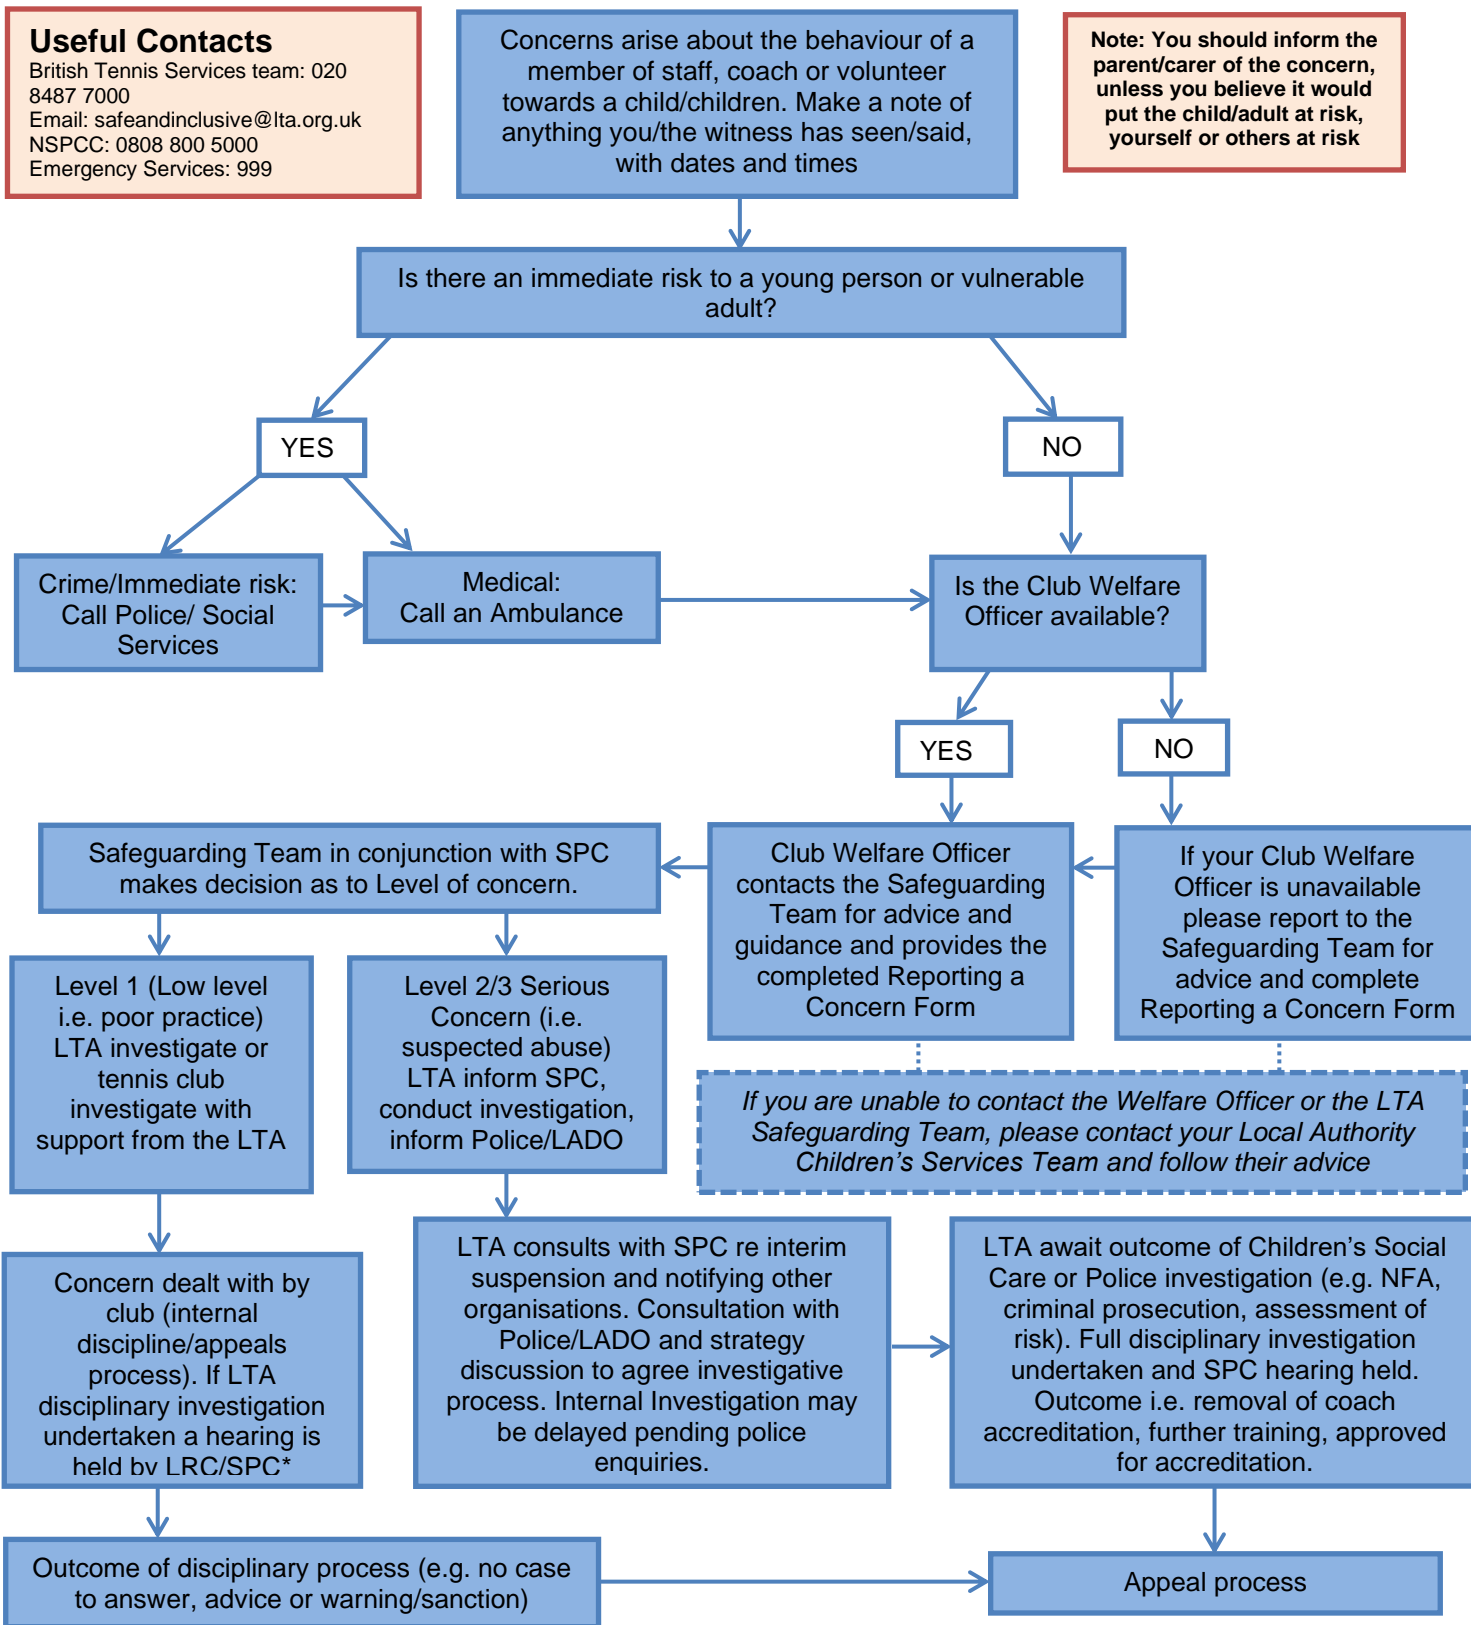 Useful Contacts
British Tennis Services team: 020
8487 7000
Email: safeandinclusive@lta.org.uk
NSPCC: 0808 800 5000
Emergency Services: 999
Concerns arise about the behaviour of a
member of staff, coach or volunteer
towards a child/children. Make a note of
anything you/the witness has seen/said,
with dates and times
Note: You should inform the
parent/carer of the concern,
unless you believe it would
put the child/adult at risk,
yourself or others at risk
Is there an immediate risk to a young person or vulnerable
adult?
YES
NO
Crime/Immediate risk:
Call Police/ Social
Services
Medical:
Call an Ambulance
Is the Club Welfare
Officer available?
YES
NO
Safeguarding Team in conjunction with SPC
makes decision as to Level of concern.
Club Welfare Officer
contacts the Safeguarding
Team for advice and
guidance and provides the
completed Reporting a
Concern Form
If your Club Welfare
Officer is unavailable
please report to the
Safeguarding Team for
advice and complete
Reporting a Concern Form
Level 1 (Low level
i.e. poor practice)
LTA investigate or
tennis club
investigate with
support from the LTA
Level 2/3 Serious
Concern (i.e.
suspected abuse)
LTA inform SPC,
conduct investigation,
inform Police/LADO
If you are unable to contact the Welfare Officer or the LTA
Safeguarding Team, please contact your Local Authority
Children’s Services Team and follow their advice
Concern dealt with by
club (internal
discipline/appeals
process). If LTA
disciplinary investigation
undertaken a hearing is
held by LRC/SPC*
LTA consults with SPC re interim
suspension and notifying other
organisations. Consultation with
Police/LADO and strategy
discussion to agree investigative
process. Internal Investigation may
be delayed pending police
enquiries.
LTA await outcome of Children’s Social
Care or Police investigation (e.g. NFA,
criminal prosecution, assessment of
risk). Full disciplinary investigation
undertaken and SPC hearing held.
Outcome i.e. removal of coach
accreditation, further training, approved
for accreditation.
Outcome of disciplinary process (e.g. no case
to answer, advice or warning/sanction)
Appeal process